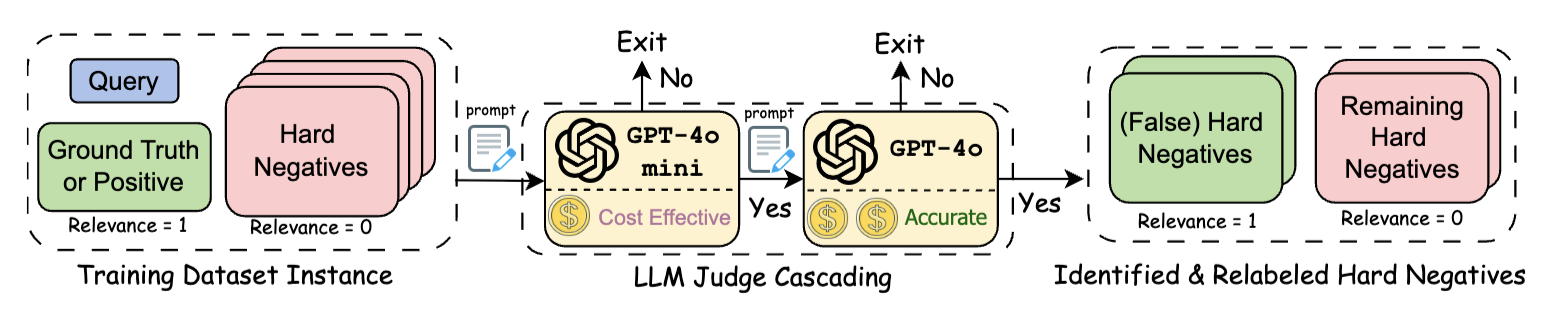 Query
Ground Truth
or Positive
Relevance = 1
Hard
Negatives
Relevance = 0
Training Dataset Instance
prompt
Exit
No
GPT-4o
mini
$
Cost Effective
prompt
Yes
Exit
No
GPT-4o
$ $
Accurate
Yes
LLM Judge Cascading
(False) Hard
Negatives
Relevance = 1
Remaining
Hard
Negatives
Relevance = 0
Identified & Relabeled Hard Negatives